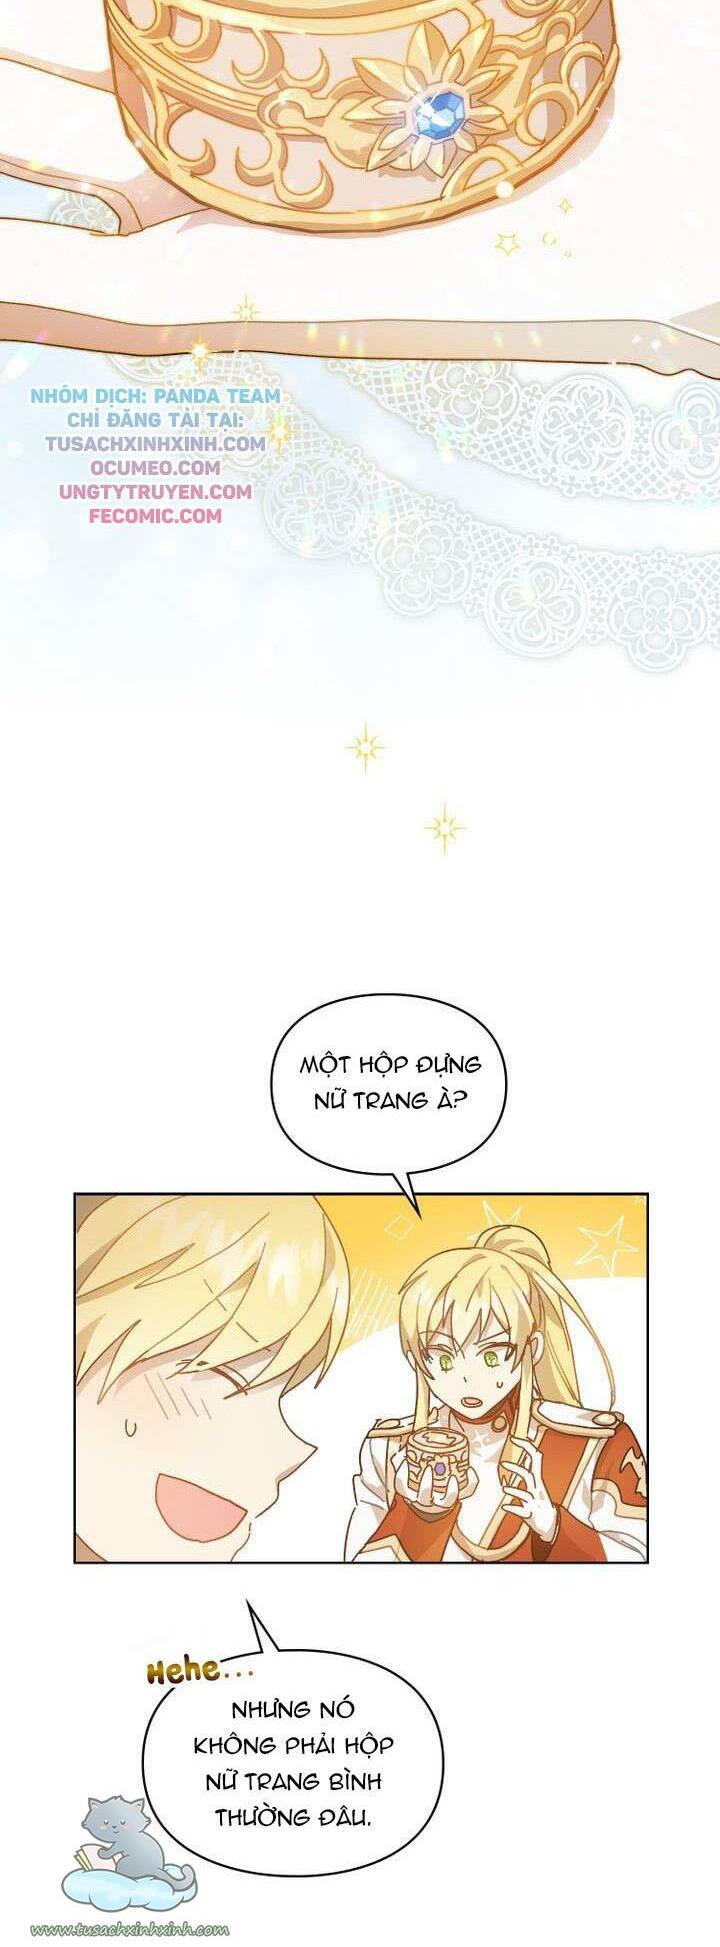 NHÓM DỊCH: PANDA TEAM
CHỈ ĐĂNG TẢI TẠI:
TUSACHXINHXINH.COM
OCUMEO.COM
UNGTYTRUYEN.COM
FECOMIC.COM
MỘT HỘP ĐỰNG
NỮ TRANG À?
Hehe...
NHƯNG NÓ
KHÔNG PHẢI HỘP
NỮ TRANG BÌNH
THƯỜNG ĐÂU.
www.tusachxinhxinh.com